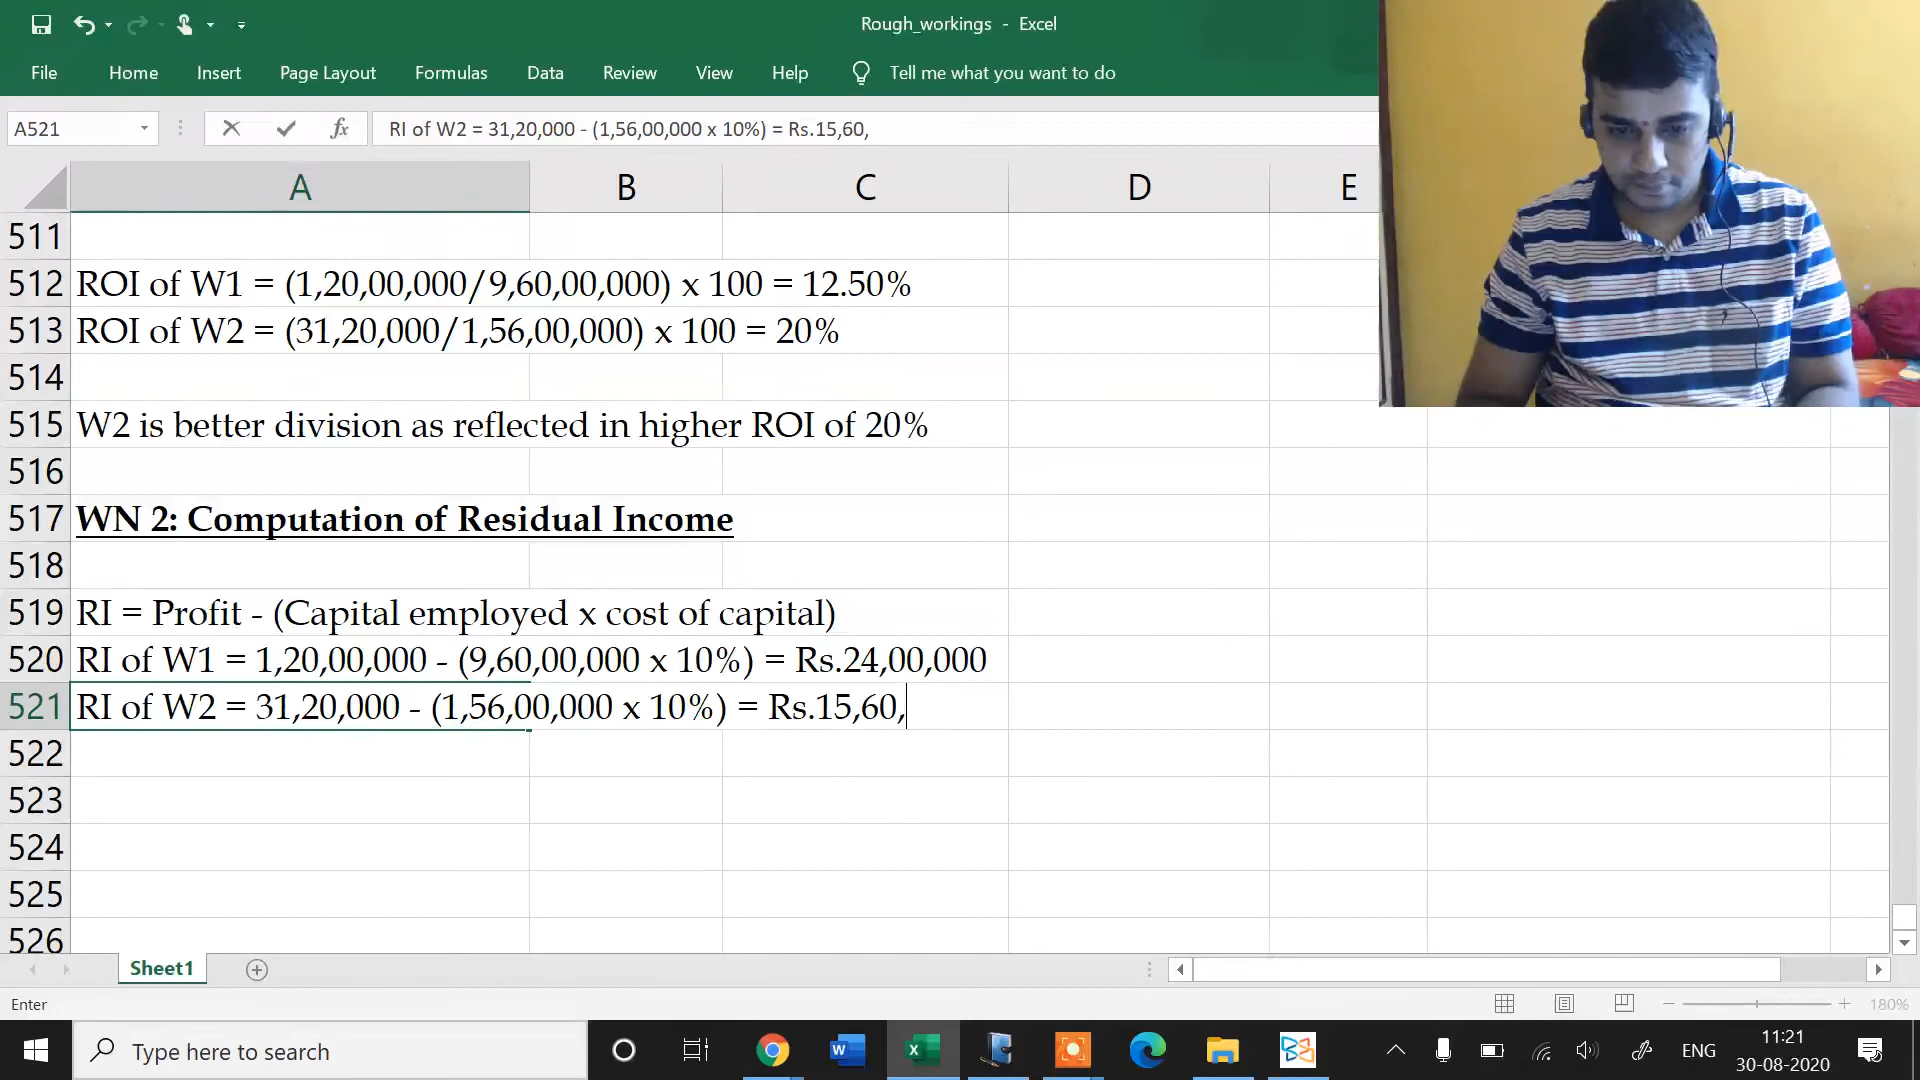 Rough_workings - Excel
File Home Insert Page Layout Formulas Data Review View Help Tell me what you want to do
A521 fx RI of W2 = 31,20,000 - (1,56,00,000 x 10%) = Rs.15,60,
A B C D E
511
512 ROI of W1 = (1,20,00,000/9,60,00,000) x 100 = 12.50%
513 ROI of W2 = (31,20,000/1,56,00,000) x 100 = 20%
514
515 W2 is better division as reflected in higher ROI of 20%
516
517 WN 2: Computation of Residual Income
518
519 RI = Profit - (Capital employed x cost of capital)
520 RI of W1 = 1,20,00,000 - (9,60,00,000 x 10%) = Rs.24,00,000
521 RI of W2 = 31,20,000 - (1,56,00,000 x 10%) = Rs.15,60,
522
523
524
525
526
Sheet1
Enter 180%
Type here to search ENG 11:21
30-08-2020